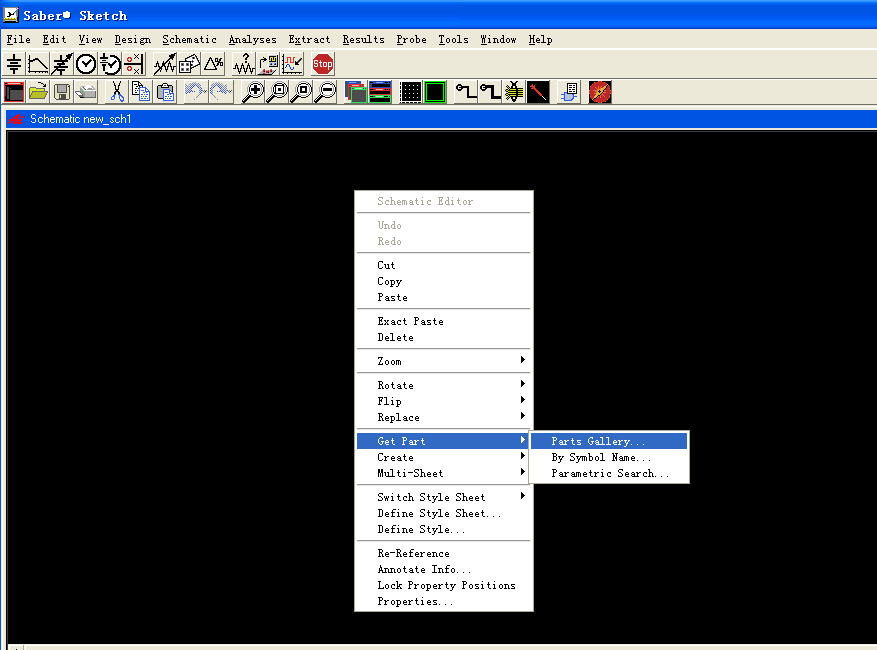 Saber® Sketch
File Edit View Design Schematic Analyses Extract Results Probe Tools Window Help
Stop
Schematic new_sch1
Schematic Editor
Undo
Redo
Cut
Copy
Paste
Exact Paste
Delete
Zoom
Rotate
Flip
Replace
Get Part
Parts Gallery...
Create
By Symbol Name...
Multi-Sheet
Parametric Search...
Switch Style Sheet
Define Style Sheet...
Define Style...
Re-Reference
Annotate Info...
Lock Property Positions
Properties...